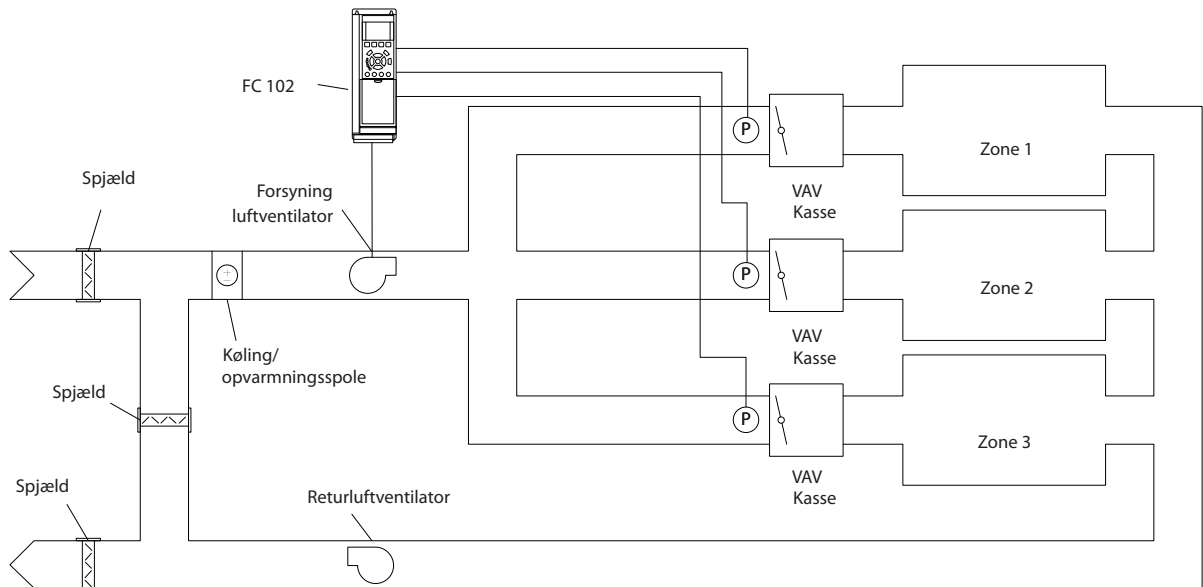 FC 102
P
Zone 1
VAV
Kasse
Spjæld
Forsyning
luftventilator
P
Zone 2
VAV
Kasse
Køling/
opvarmningsspole
Spjæld
P
Zone 3
VAV
Kasse
Spjæld
Returluftventilator